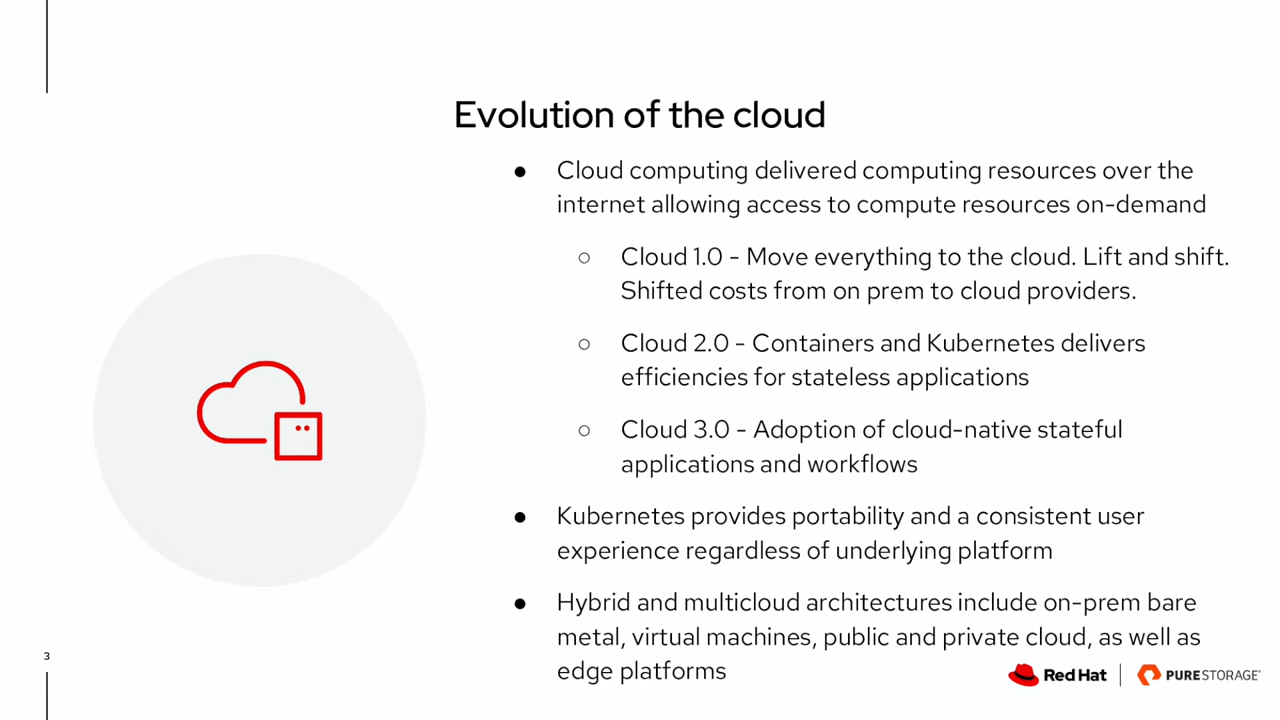 Evolution of the cloud
● Cloud computing delivered computing resources over the
internet allowing access to compute resources on-demand
○ Cloud 1.0 - Move everything to the cloud. Lift and shift.
Shifted costs from on prem to cloud providers.
○ Cloud 2.0 - Containers and Kubernetes delivers
efficiencies for stateless applications
○ Cloud 3.0 - Adoption of cloud-native stateful
applications and workflows
● Kubernetes provides portability and a consistent user
experience regardless of underlying platform
● Hybrid and multicloud architectures include on-prem bare
metal, virtual machines, public and private cloud, as well as
edge platforms
3
Red Hat
PURESTORAGE